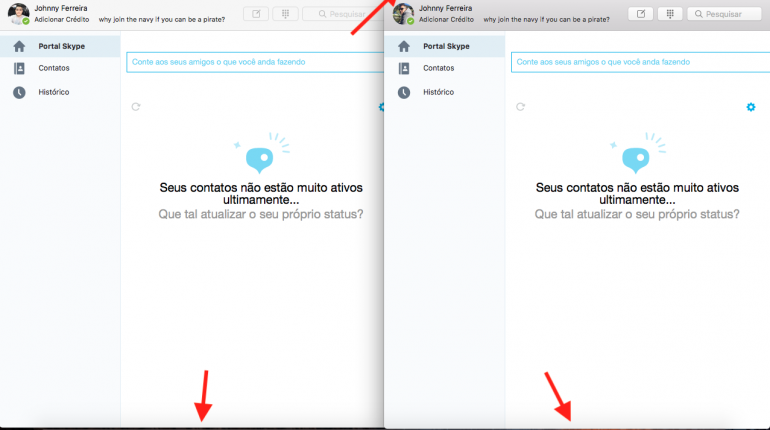 Johnny Ferreira
Adicionar Crédito why join the navy if you can be a pirate?
Pesquisar
Portal Skype
Contatos
Histórico
Conte aos seus amigos o que você anda fazendo
Seus contatos não estão muito ativos
ultimamente...
Que tal atualizar o seu próprio status?
Johnny Ferreira
Adicionar Crédito why join the navy if you can be a pirate?
Pesquisar
Portal Skype
Contatos
Histórico
Conte aos seus amigos o que você anda fazendo
Seus contatos não estão muito ativos
ultimamente...
Que tal atualizar o seu próprio status?